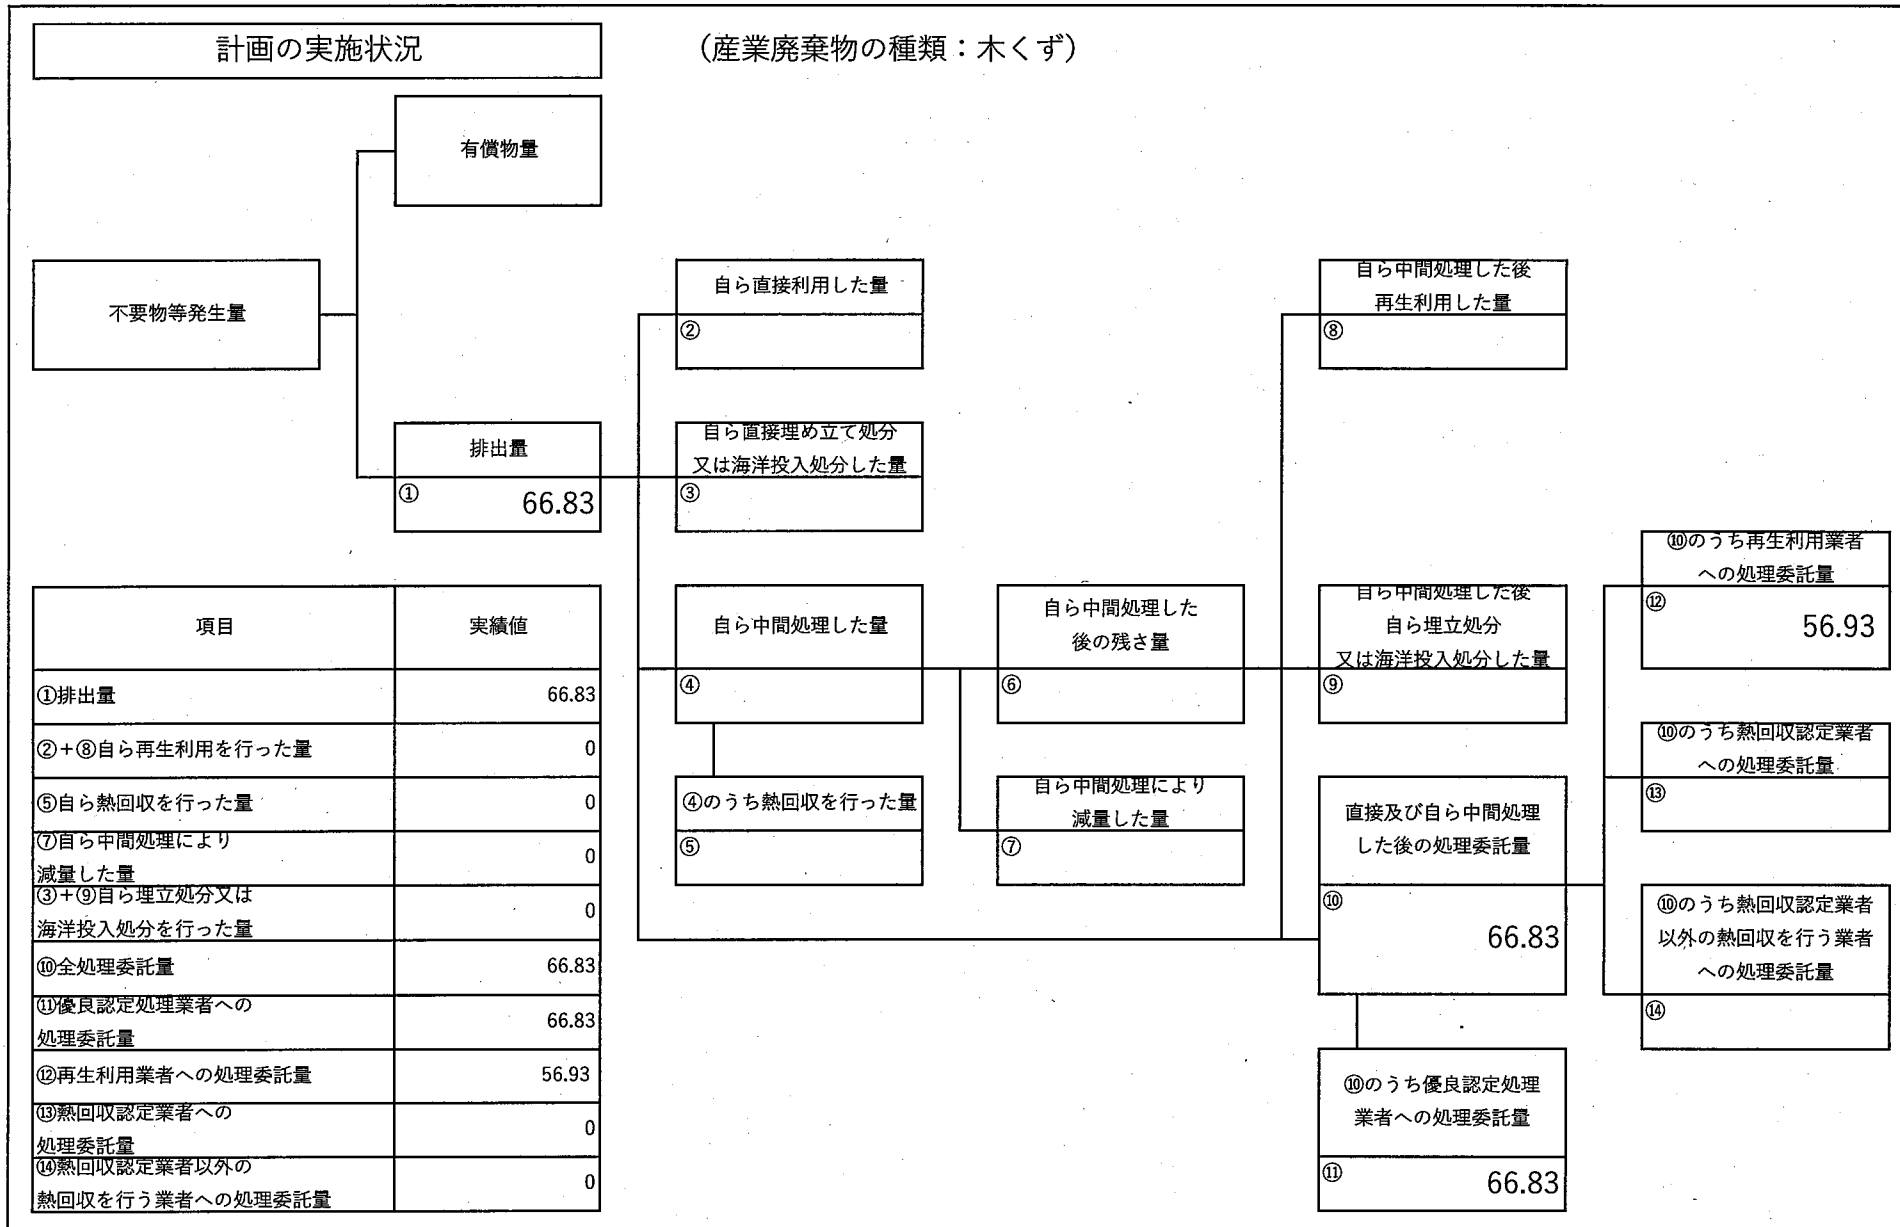 計画の実施状況
（産業廃棄物の種類：木くず）
有償物量
不要物等発生量
自ら直接利用した量
②
自ら中間処理した後
再生利用した量
⑧
排出量
①
66.83
自ら直接埋め立て処分
又は海洋投入処分した量
③
⑩のうち再生利用業者
への処理委託量
⑫
56.93
自ら中間処理した量
④
自ら中間処理した
後の残さ量
⑥
自ら中間処理した後
自ら埋立処分
又は海洋投入処分した量
⑨
⑩のうち熱回収認定業者
への処理委託量
⑬
④のうち熱回収を行った量
⑤
自ら中間処理により
減量した量
⑦
直接及び自ら中間処理
した後の処理委託量
⑩
66.83
⑩のうち熱回収認定業者
以外の熱回収を行う業者
への処理委託量
⑭
⑩のうち優良認定処理
業者への処理委託量
⑪
66.83
項目 実績値
①排出量 66.83
②＋⑧自ら再生利用を行った量 0
⑤自ら熱回収を行った量 0
⑦自ら中間処理により
減量した量 0
③＋⑨自ら埋立処分又は
海洋投入処分を行った量 0
⑩全処理委託量 66.83
⑪優良認定処理業者への
処理委託量 66.83
⑫再生利用業者への処理委託量 56.93
⑬熱回収認定業者への
処理委託量 0
⑭熱回収認定業者以外の
熱回収を行う業者への処理委託量 0